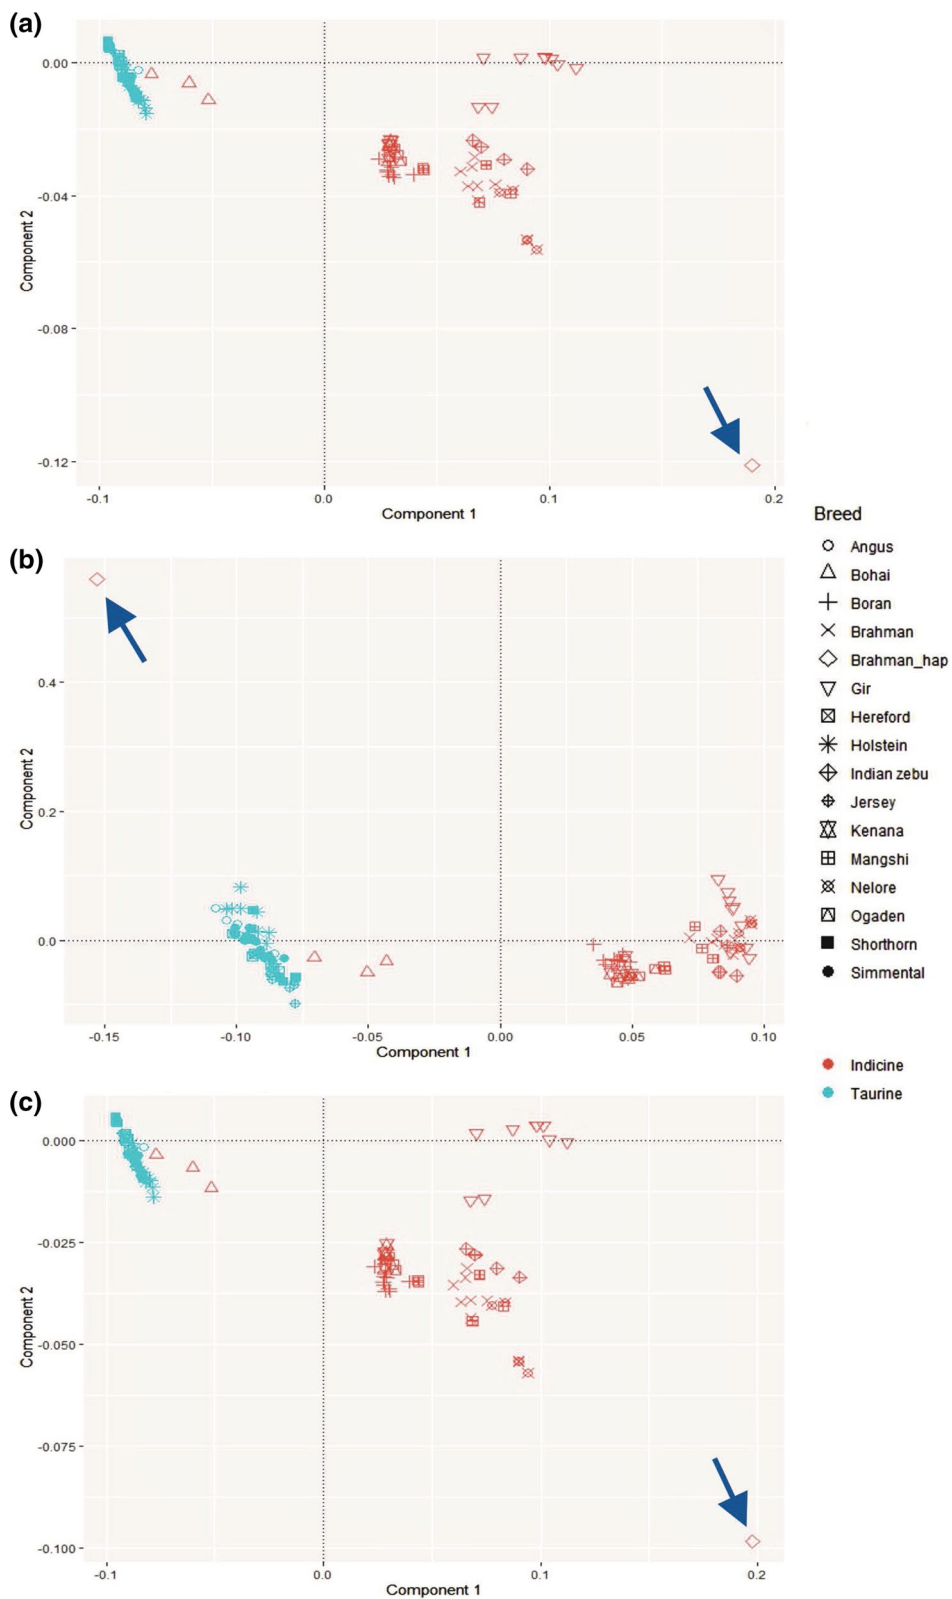 (a)
0.00
-0.04
-0.08
-0.12
Component 2
-0.1 0.0 0.1 0.2
Component 1
(b)
0.4
0.2
0.0
Component 2
-0.15 -0.10 -0.05 0.00 0.05 0.10
Component 1
(c)
0.000
-0.025
-0.050
-0.075
-0.100
Component 2
-0.1 0.0 0.1 0.2
Component 1
Breed
Angus
Bohai
Boran
Brahman
Brahman_hap
Gir
Hereford
Holstein
Indian zebu
Jersey
Kenana
Mangshi
Nelore
Ogaden
Shorthorn
Simmental
Indicine
Taurine